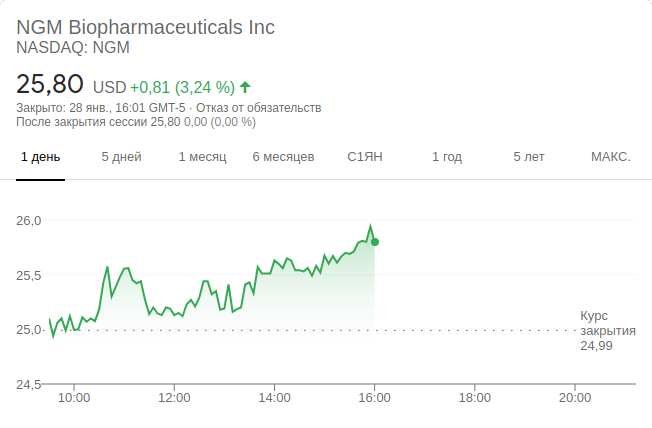 NGM Biopharmaceuticals Inc
NASDAQ: NGM
25,80 USD +0,81 (3,24 %)
Закрыто: 28 янв., 16:01 GMT-5 · Отказ от обязательств
После закрытия сессии 25,80 0,00 (0,00 %)
1 день 5 дней 1 месяц 6 месяцев С1ЯН 1 год 5 лет МАКС.
26,0
25,5
25,0
24,5
Курс
закрытия
24,99
10:00 12:00 14:00 16:00 18:00 20:00